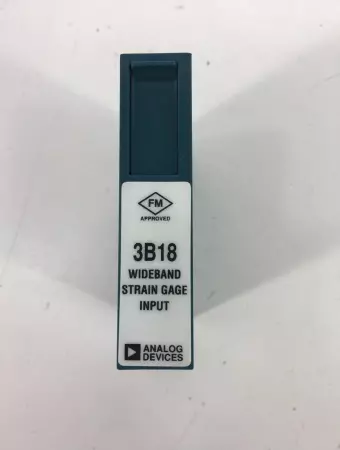 FM
APPROVED
3B18
WIDEBAND
STRAIN GAGE
INPUT
ANALOG
DEVICES